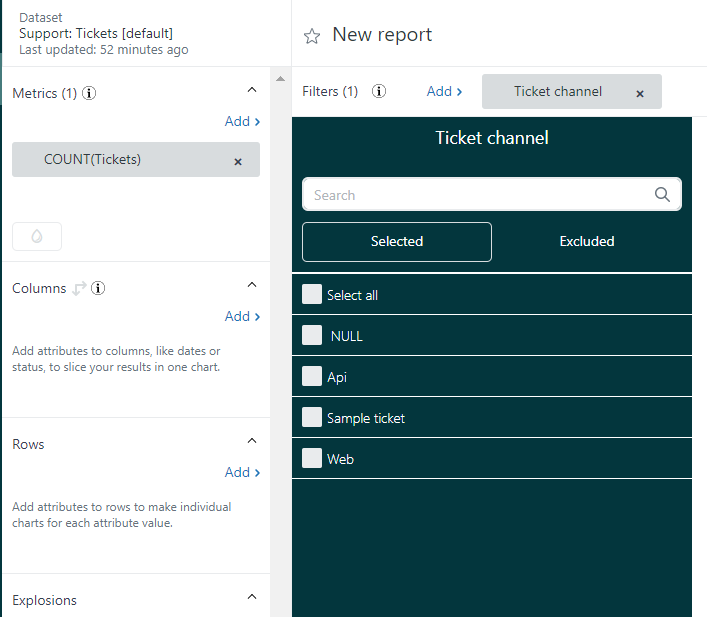 Dataset
Support: Tickets [default]
Last updated: 52 minutes ago
Metrics (1)
Add
COUNT(Tickets)
Columns
Add
Add attributes to columns, like dates or
status, to slice your results in one chart.
Rows
Add
Add attributes to rows to make individual
charts for each attribute value.
Explosions
New report
Filters (1)
Add
Ticket channel
Ticket channel
Search
Selected
Excluded
Select all
NULL
Api
Sample ticket
Web